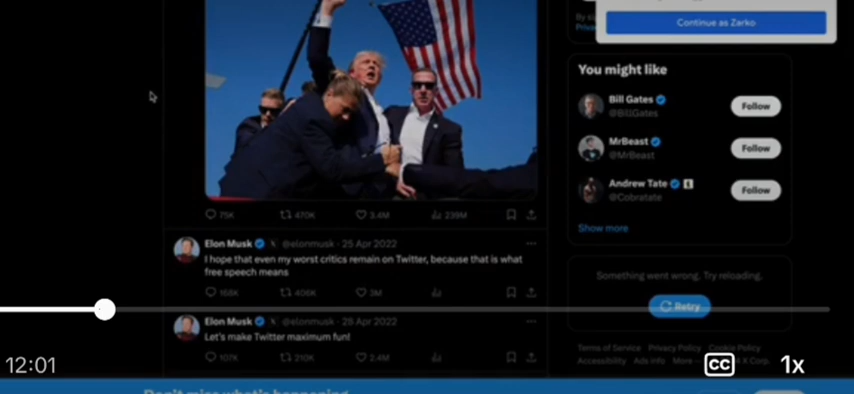 By si
Priva
Continue as Zarko
You might like
Bill Gates
@BillGates
Follow
MrBeast
@MrBeast
Follow
Andrew Tate
@Cobratate
Follow
Show more
75K 470K 3.4M 239M
Elon Musk @elonmusk · 25 Apr 2022
I hope that even my worst critics remain on Twitter, because that is what
free speech means
168K 406K 3M
Something went wrong. Try reloading.
Retry
Elon Musk @elonmusk · 25 Apr 2022
Let's make Twitter maximum fun!
107K 210K 2.4M
Terms of Service Privacy Policy Cookie Policy
Accessibility Ads info More X Corp.
12:01
CC
1x
Don't miss what's happening